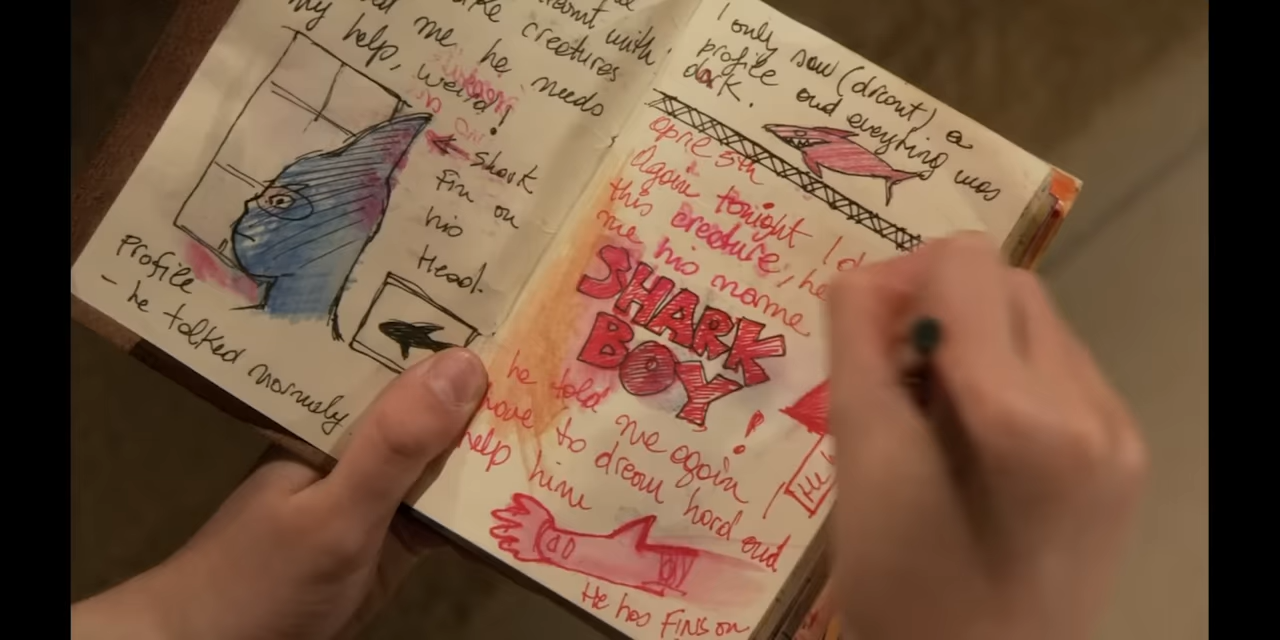 dreamt with
creatures
me he needs
my help, weird!
Shark
Fin on
his
Head.
Profile
- he talked normaly
I only saw (dreamt) a
profile and everything was
dark.
April 5th
Again tonight I
this creature, he
me his name
SHARK
BOY!
he told me again
have to dream hard and
help him
He has Fins on